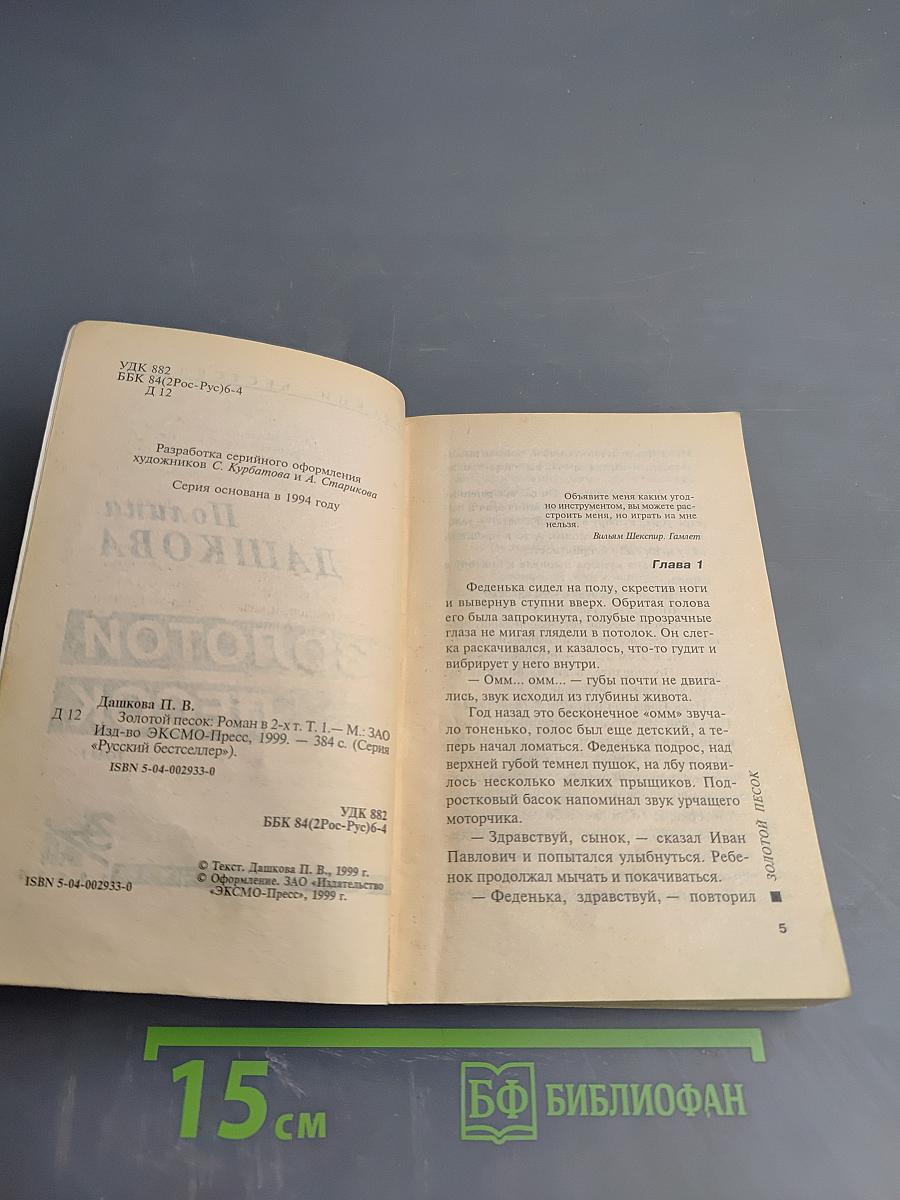 УДК 882
ББК 84(2Рос-Рус)6-4
Д 12
Разработка серийного оформления
художников С. Курбатова и А. Старикова
Серия основана в 1994 году
Дашкова П. В.
Д 12
Золотой песок: Роман в 2-х т. Т. 1.— М.: ЗАО
Изд-во ЭКСМО-Пресс, 1999. — 384 с. (Серия
«Русский бестселлер»).
ISBN 5-04-002933-0
УДК 882
ББК 84(2Рос-Рус)6-4
© Текст. Дашкова П. В., 1999 г.
© Оформление. ЗАО «Издательство
«ЭКСМО-Пресс», 1999 г.
ISBN 5-04-002933-0
Объявите меня каким угод-
но инструментом, вы можете рас-
строить меня, но играть на мне
нельзя.
Вильям Шекспир. Гамлет
Глава 1
Феденька сидел на полу, скрестив ноги
и вывернув ступни вверх. Обритая голова
его была запрокинута, голубые прозрачные
глаза не мигая глядели в потолок. Он слег-
ка раскачивался, и казалось, что-то гудит и
вибрирует у него внутри.
— Омм... омм... — губы почти не двига-
лись, звук исходил из глубины живота.
Год назад это бесконечное «омм» звуча-
ло тоненько, голос был еще детский, а те-
перь начал ломаться. Феденька подрос, над
верхней губой темнел пушок, на лбу появи-
лось несколько мелких прыщиков. Под-
ростковый басок напоминал звук урчащего
моторчика.
— Здравствуй, сынок, — сказал Иван
Павлович и попытался улыбнуться. Ребе-
нок продолжал мычать и покачиваться.
— Феденька, здравствуй, — повторил
ЗОЛОТОЙ ПЕСОК
5
15 см
БФ БИБЛИОФАН